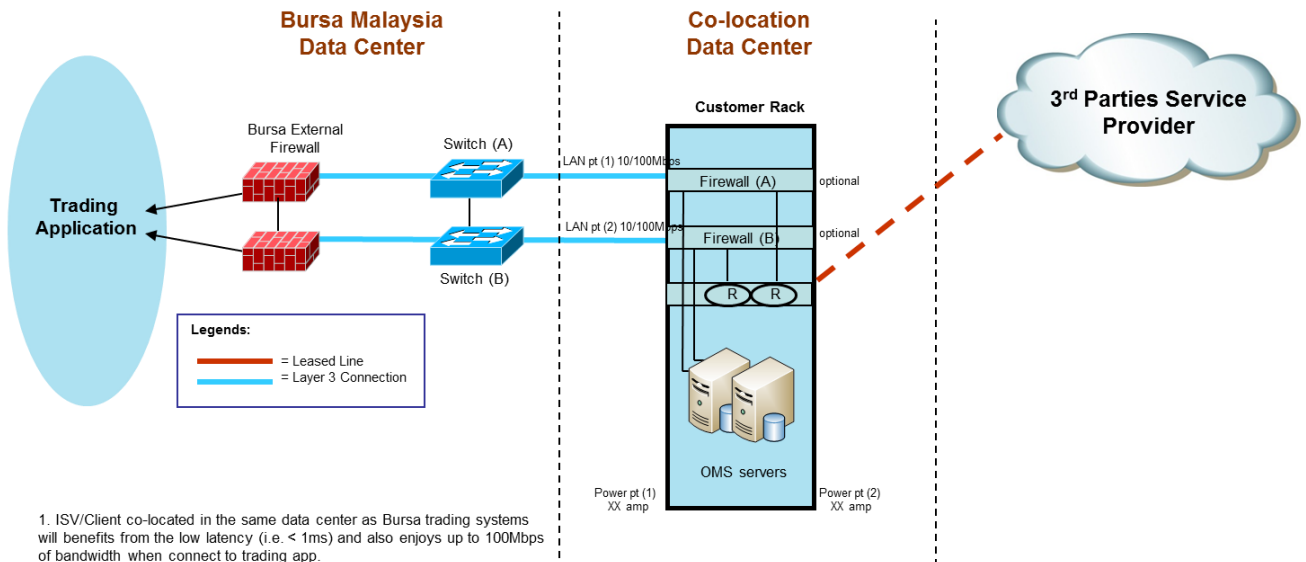 Bursa Malaysia
Data Center
Co-location
Data Center
3rd Parties Service
Provider
Customer Rack
Bursa External
Firewall
Switch (A)
LAN pt (1) 10/100Mbps
Firewall (A)
optional
Trading
Application
LAN pt (2) 10/100Mbps
Firewall (B)
optional
Switch (B)
R
R
Legends:
= Leased Line
= Layer 3 Connection
OMS servers
Power pt (1)
XX amp
Power pt (2)
XX amp
1. ISV/Client co-located in the same data center as Bursa trading systems
will benefits from the low latency (i.e. < 1ms) and also enjoys up to 100Mbps
of bandwidth when connect to trading app.